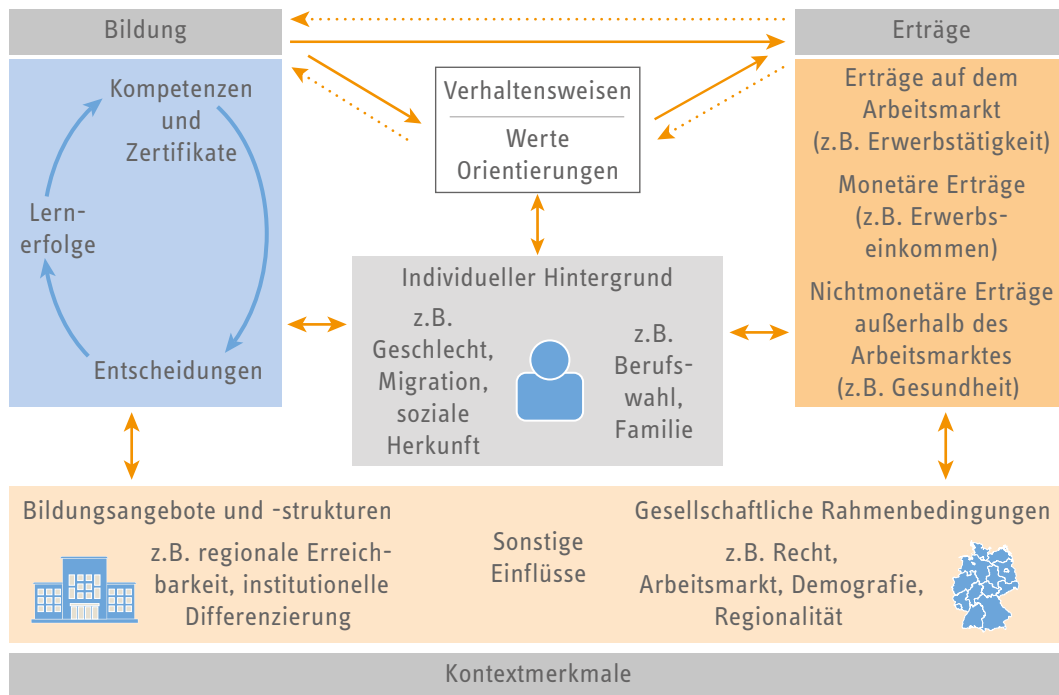 Bildung
Erträge
Kompetenzen
und
Zertifikate
Lern-
erfolge
Entscheidungen
Verhaltensweisen
Werte
Orientierungen
Erträge auf dem
Arbeitsmarkt
(z.B. Erwerbstätigkeit)
Monetäre Erträge
(z.B. Erwerbs-
einkommen)
Nichtmonetäre Erträge
außerhalb des
Arbeitsmarktes
(z.B. Gesundheit)
Individueller Hintergrund
z.B.
Geschlecht,
Migration,
soziale
Herkunft
z.B.
Berufs-
wahl,
Familie
Bildungsangebote und -strukturen
z.B. regionale Erreich-
barkeit, institutionelle
Differenzierung
Sonstige
Einflüsse
Gesellschaftliche Rahmenbedingungen
z.B. Recht,
Arbeitsmarkt, Demografie,
Regionalität
Kontextmerkmale